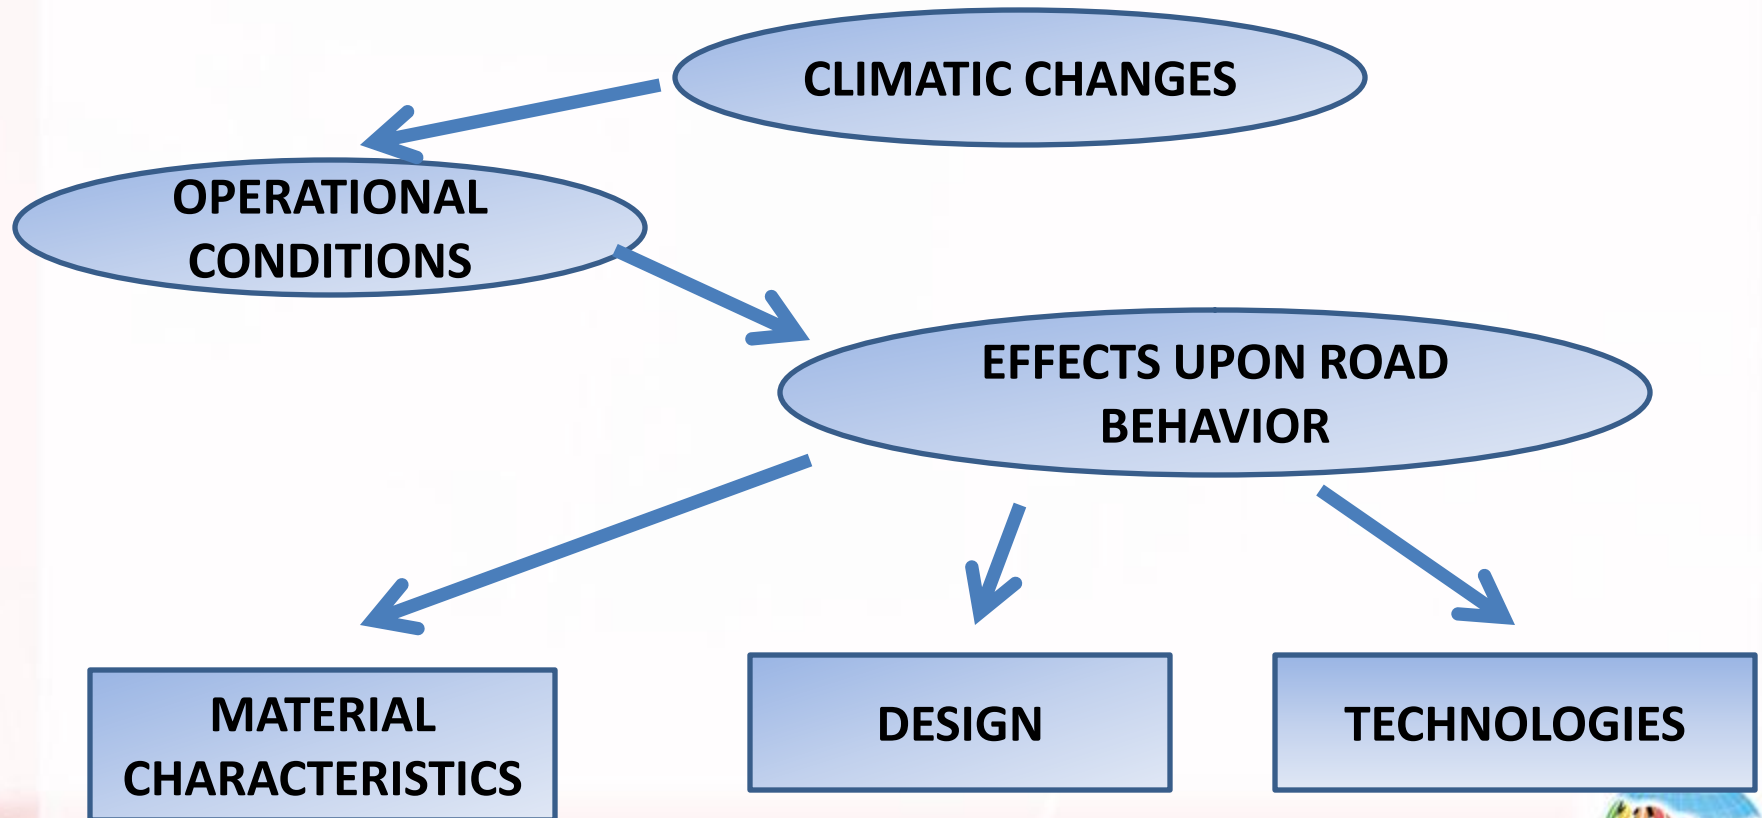 CLIMATIC CHANGES
OPERATIONAL
CONDITIONS
EFFECTS UPON ROAD
BEHAVIOR
MATERIAL
CHARACTERISTICS
DESIGN
TECHNOLOGIES